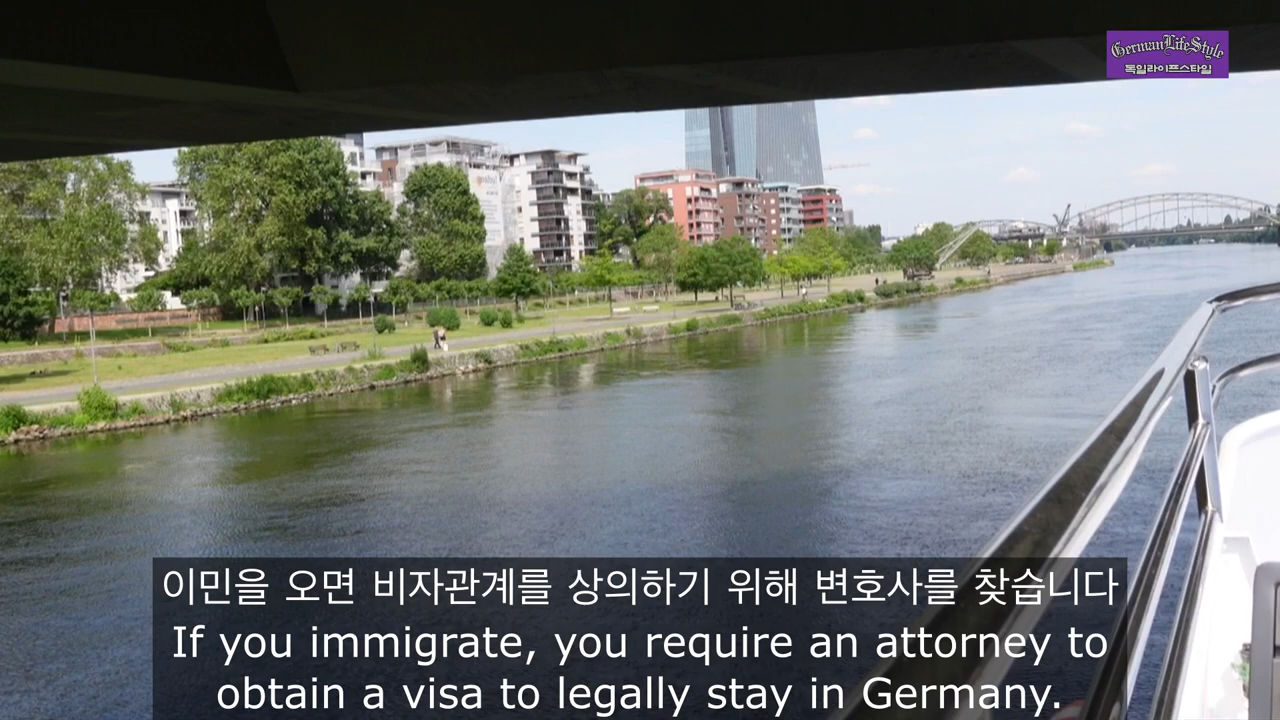 GermanLifeStyle
독일라이프스타일
이민을 오면 비자관계를 상의하기 위해 변호사를 찾습니다
If you immigrate, you require an attorney to
obtain a visa to legally stay in Germany.